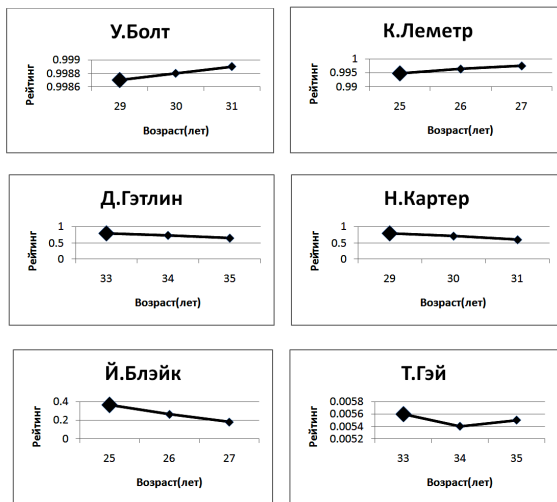 У.Болт
Рейтинг
0.999
0.9988
0.9986
29 30 31
Возраст(лет)
К.Леметр
Рейтинг
1
0.995
0.99
25 26 27
Возраст(лет)
Д.Гэтлин
Рейтинг
1
0.5
0
33 34 35
Возраст(лет)
Н.Картер
Рейтинг
1
0.5
0
29 30 31
Возраст(лет)
Й.Блэйк
Рейтинг
0.4
0.2
0
25 26 27
Возраст(лет)
Т.Гэй
Рейтинг
0.0058
0.0056
0.0054
0.0052
33 34 35
Возраст(лет)